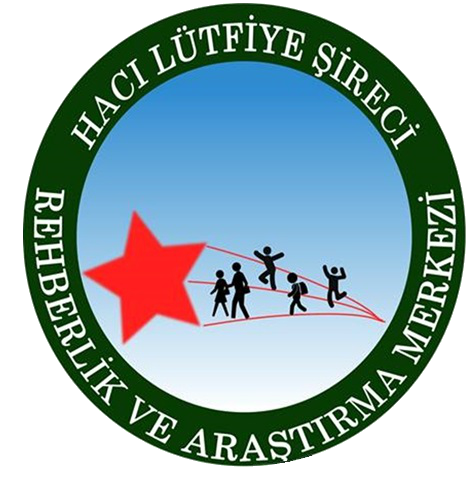 HACI LÜTFİYE ŞİRECİ
REHBERLİK VE ARAŞTIRMA MERKEZİ